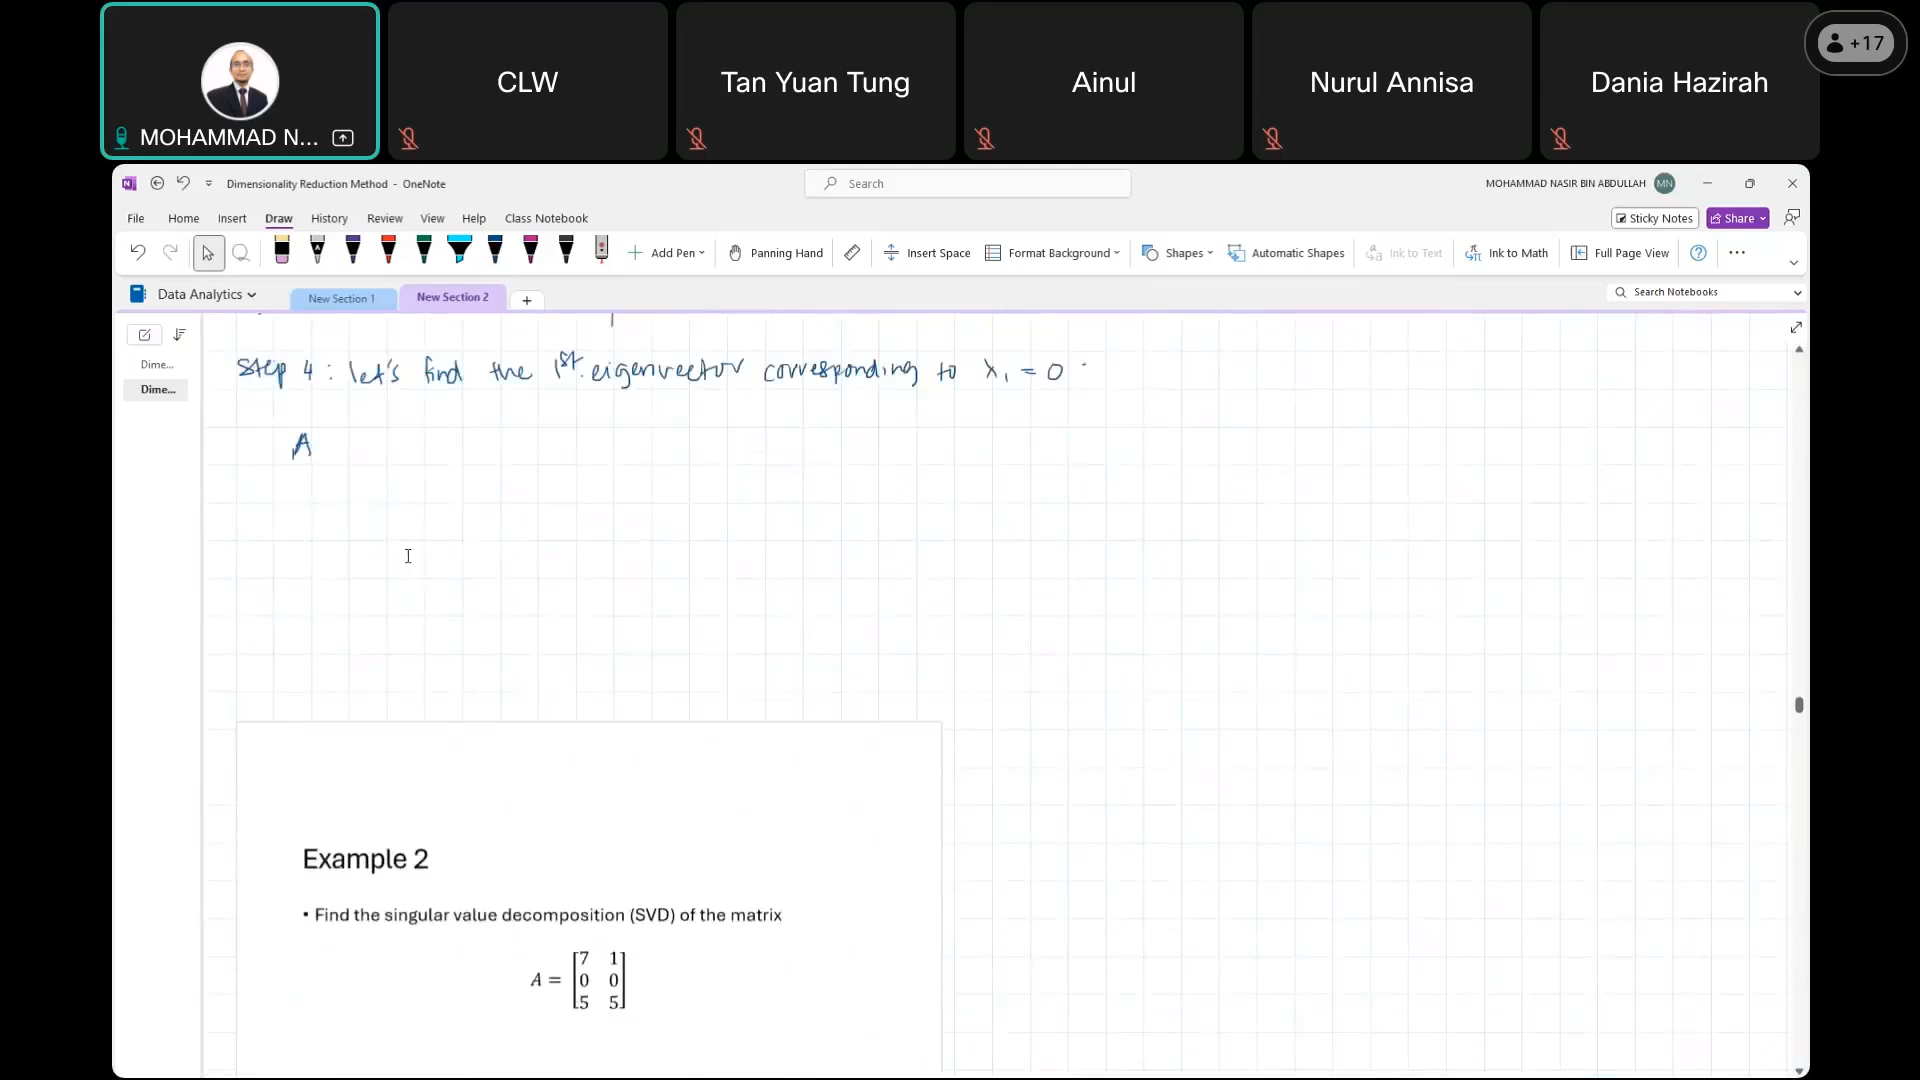 CLW
Tan Yuan Tung
Ainul
Nurul Annisa
Dania Hazirah
+17
MOHAMMAD N...
Dimensionality Reduction Method - OneNote
Search
MOHAMMAD NASIR BIN ABDULLAH
MN
File Home Insert Draw History Review View Help Class Notebook
Sticky Notes
Share
Add Pen
Panning Hand
Insert Space
Format Background
Shapes
Automatic Shapes
Ink to Text
Ink to Math
Full Page View
Data Analytics
New Section 1
New Section 2
+
Search Notebooks
Dime...
Dime...
Step 4 : let's find the 1st. eigenvector corresponding to λ₁ = 0
A
Example 2
• Find the singular value decomposition (SVD) of the matrix
A = [7 1
0 0
5 5]